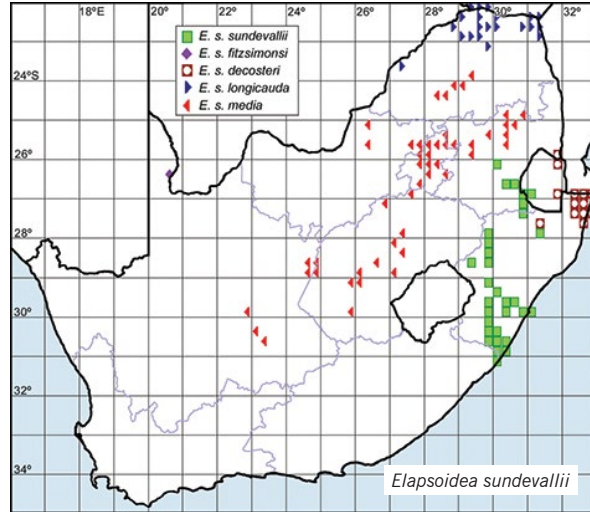 18°E 20° 22° 24° 26° 28° 30° 32°
E. s. sundevallii
E. s. fitzsimonsi
E. s. decosteri
E. s. longicauda
E. s. media
24°S
26°
28°
30°
32°
34°
Elapsoidea sundevallii